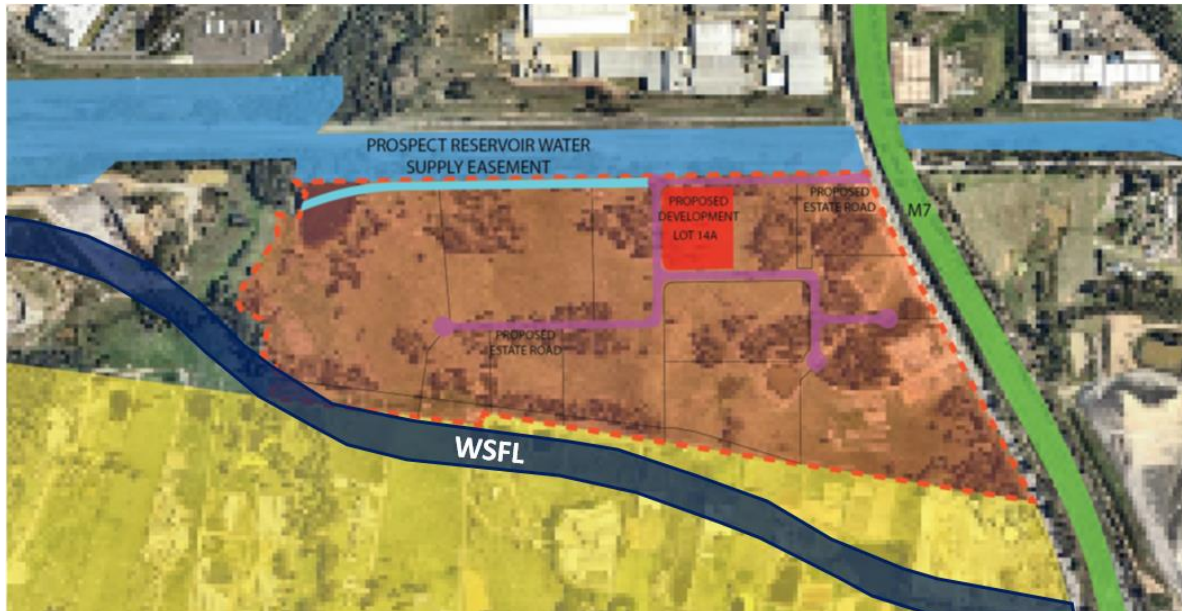 PROSPECT RESERVOIR WATER
SUPPLY EASEMENT
PROPOSED
DEVELOPMENT
LOT 14A
PROPOSED
ESTATE ROAD
M7
PROPOSED
ESTATE ROAD
WSFL